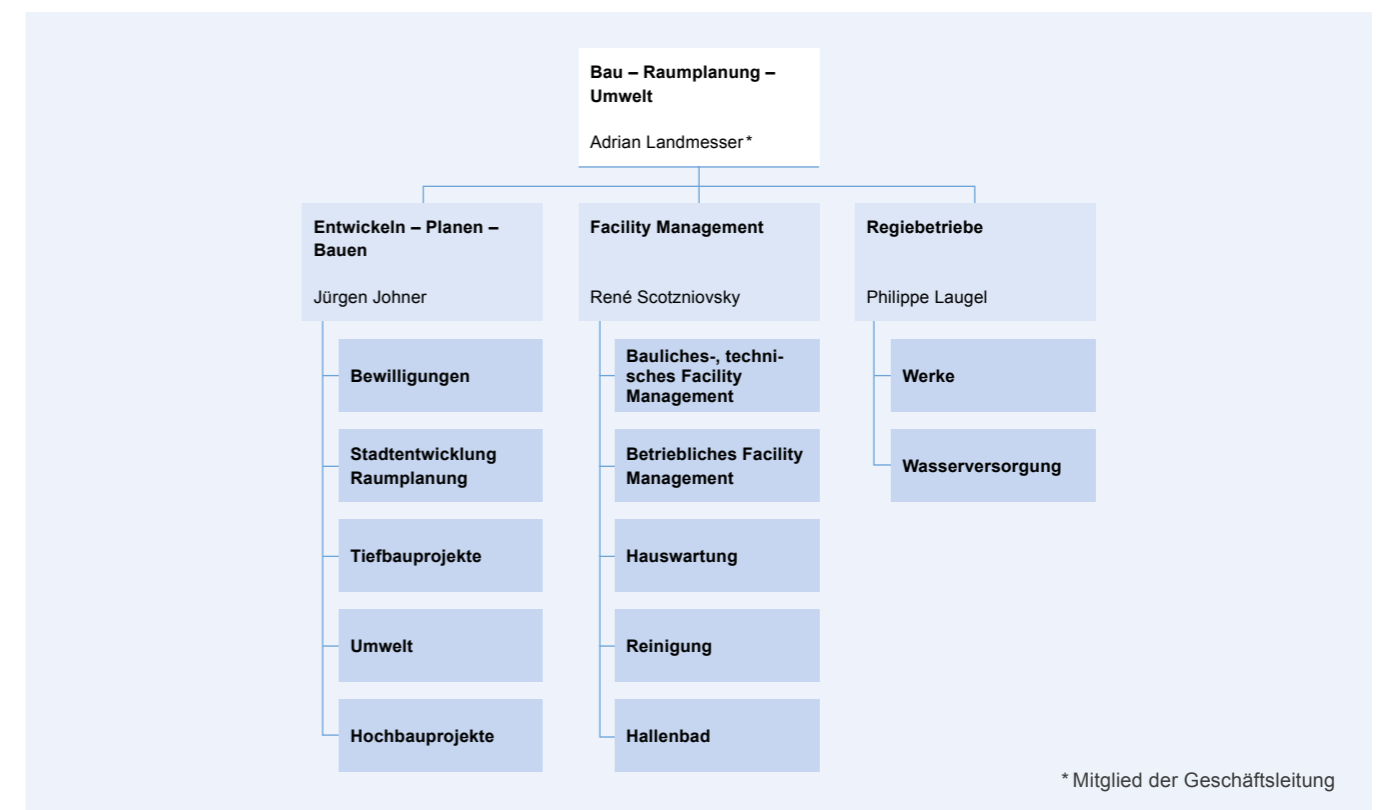 Bau – Raumplanung –
Umwelt
Adrian Landmesser *
Entwickeln – Planen –
Bauen
Jürgen Johner
Bewilligungen
Stadtentwicklung
Raumplanung
Tiefbauprojekte
Umwelt
Hochbauprojekte
Facility Management
René Scotzniovsky
Bauliches-, techni-
sches Facility
Management
Betriebliches Facility
Management
Hauswartung
Reinigung
Hallenbad
Regiebetriebe
Philippe Laugel
Werke
Wasserversorgung
* Mitglied der Geschäftsleitung